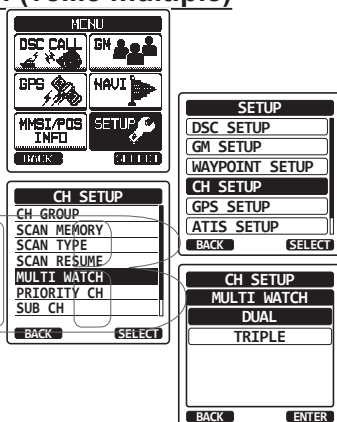 (Veille multiple)
MENU
DSC CALL
GM
GPS
NAVI
MMSI/POS
INFO
SETUP
BACK
SELECT
SETUP
DSC SETUP
GM SETUP
WAYPOINT SETUP
CH SETUP
GPS SETUP
ATIS SETUP
BACK SELECT
CH SETUP
CH GROUP
SCAN MEMORY
SCAN TYPE
SCAN RESUME
MULTI WATCH
PRIORITY CH
SUB CH
BACK SELECT
CH SETUP
MULTI WATCH
DUAL
TRIPLE
BACK ENTER